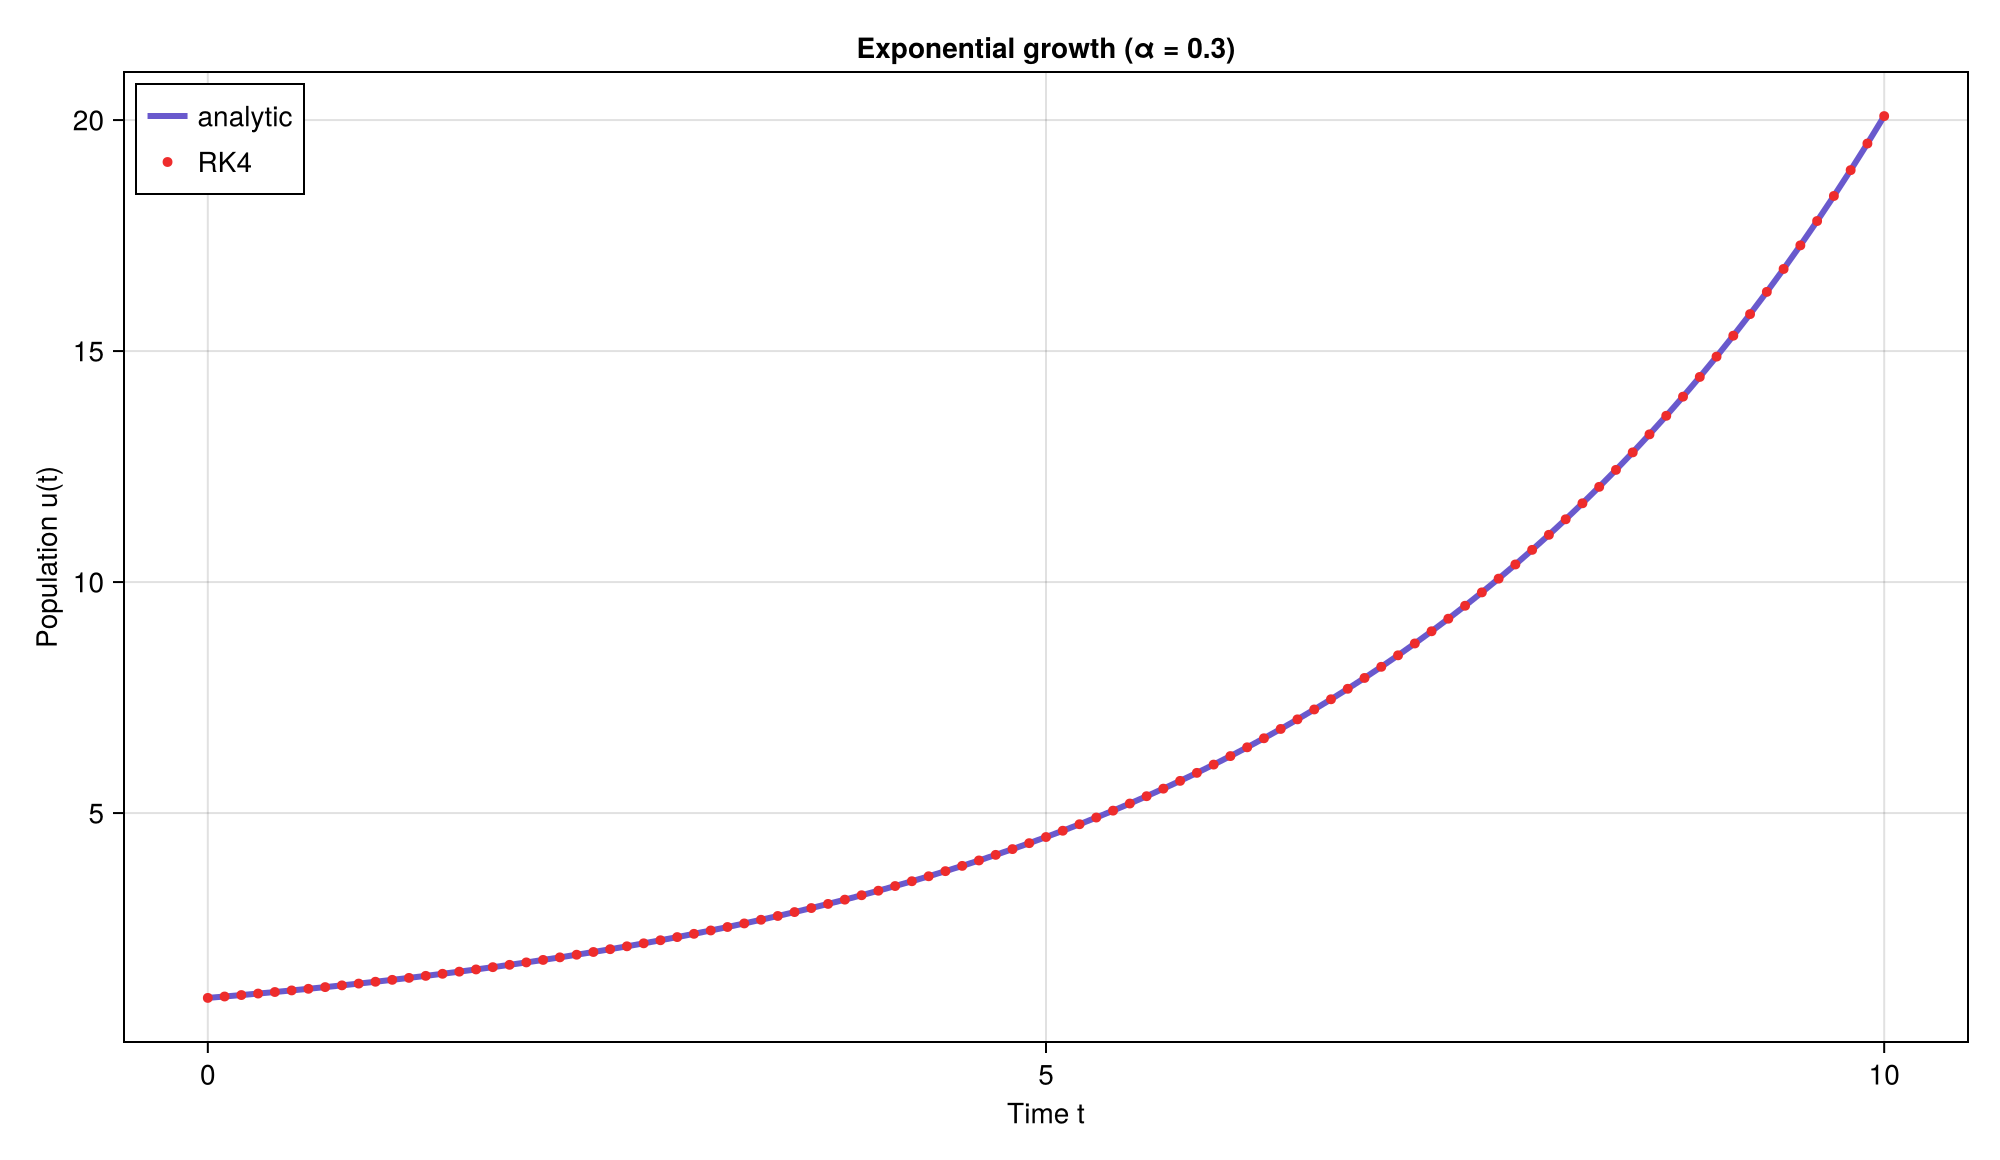 Exponential growth (α = 0.3)
analytic
RK4
20
15
10
5
Population u(t)
0
5
10
Time t